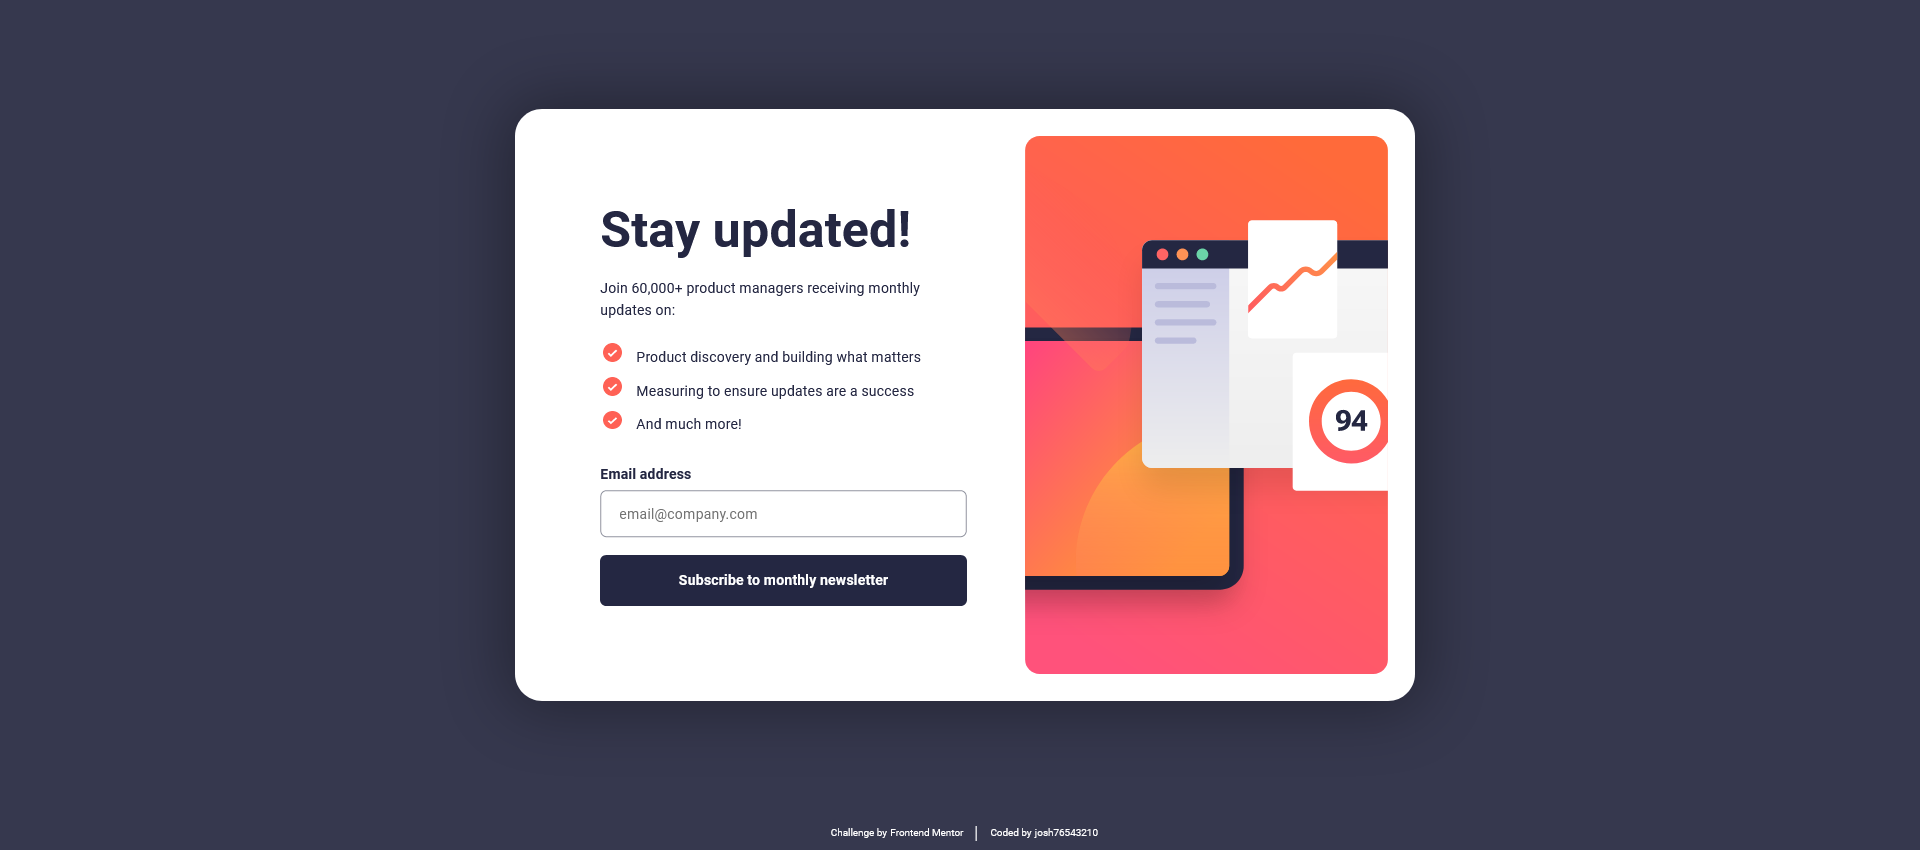 Stay updated!
Join 60,000+ product managers receiving monthly
updates on:
Product discovery and building what matters
Measuring to ensure updates are a success
And much more!
Email address
email@company.com
Subscribe to monthly newsletter
94
Challenge by Frontend Mentor | Coded by josh76543210